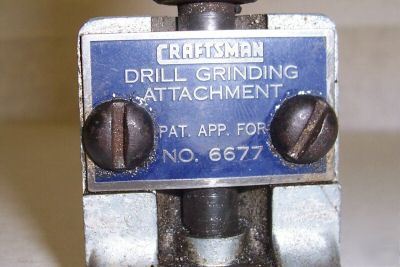 CRAFTSMAN
DRILL GRINDING
ATTACHMENT
PAT. APP. FOR
NO. 6677